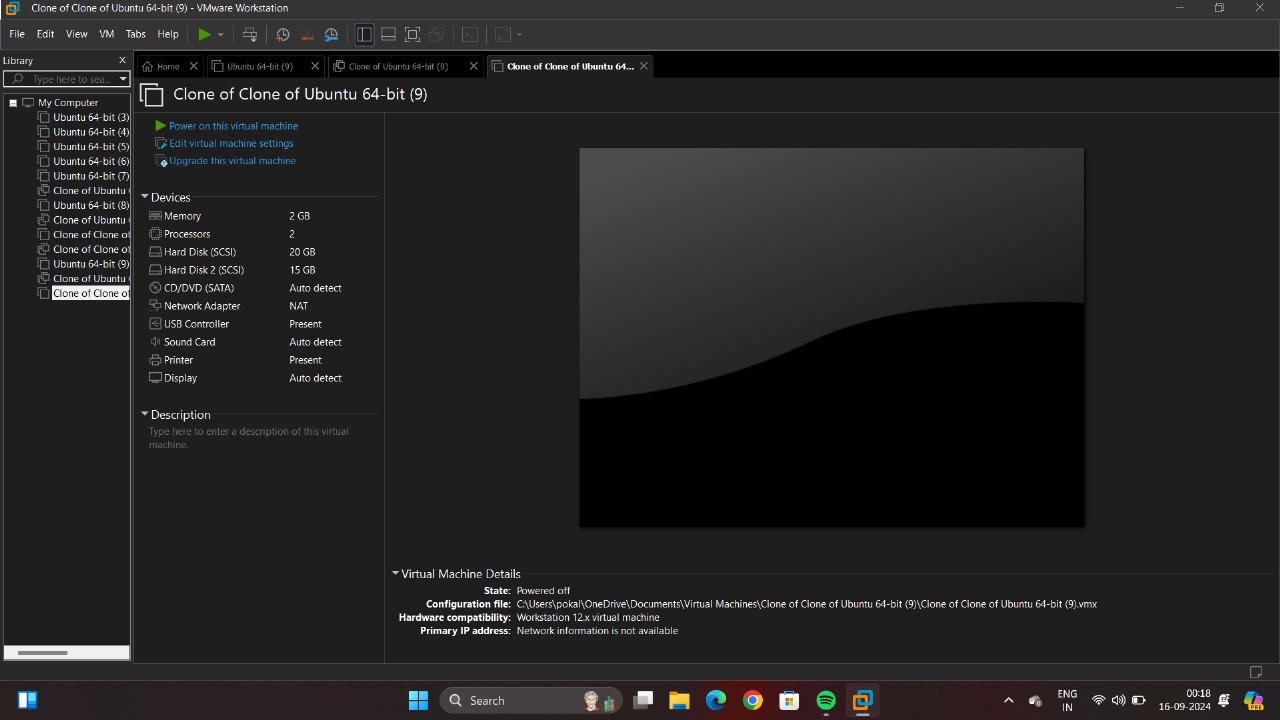 Clone of Clone of Ubuntu 64-bit (9) - VMware Workstation
File Edit View VM Tabs Help
Library
Type here to sea...
My Computer
Ubuntu 64-bit (3)
Ubuntu 64-bit (4)
Ubuntu 64-bit (5)
Ubuntu 64-bit (6)
Ubuntu 64-bit (7)
Clone of Ubuntu
Ubuntu 64-bit (8)
Clone of Ubuntu
Clone of Clone of
Clone of Clone of
Ubuntu 64-bit (9)
Clone of Ubuntu
Clone of Clone of
Home Ubuntu 64-bit (9) Clone of Ubuntu 64-bit (9) Clone of Clone of Ubuntu 64...
Clone of Clone of Ubuntu 64-bit (9)
Power on this virtual machine
Edit virtual machine settings
Upgrade this virtual machine
Devices
Memory 2 GB
Processors 2
Hard Disk (SCSI) 20 GB
Hard Disk 2 (SCSI) 15 GB
CD/DVD (SATA) Auto detect
Network Adapter NAT
USB Controller Present
Sound Card Auto detect
Printer Present
Display Auto detect
Description
Type here to enter a description of this virtual
machine.
Virtual Machine Details
State: Powered off
Configuration file: C:\Users\pokal\OneDrive\Documents\Virtual Machines\Clone of Clone of Ubuntu 64-bit (9)\Clone of Clone of Ubuntu 64-bit (9).vmx
Hardware compatibility: Workstation 12.x virtual machine
Primary IP address: Network information is not available
Search
ENG
IN
00:18
16-09-2024
PRE